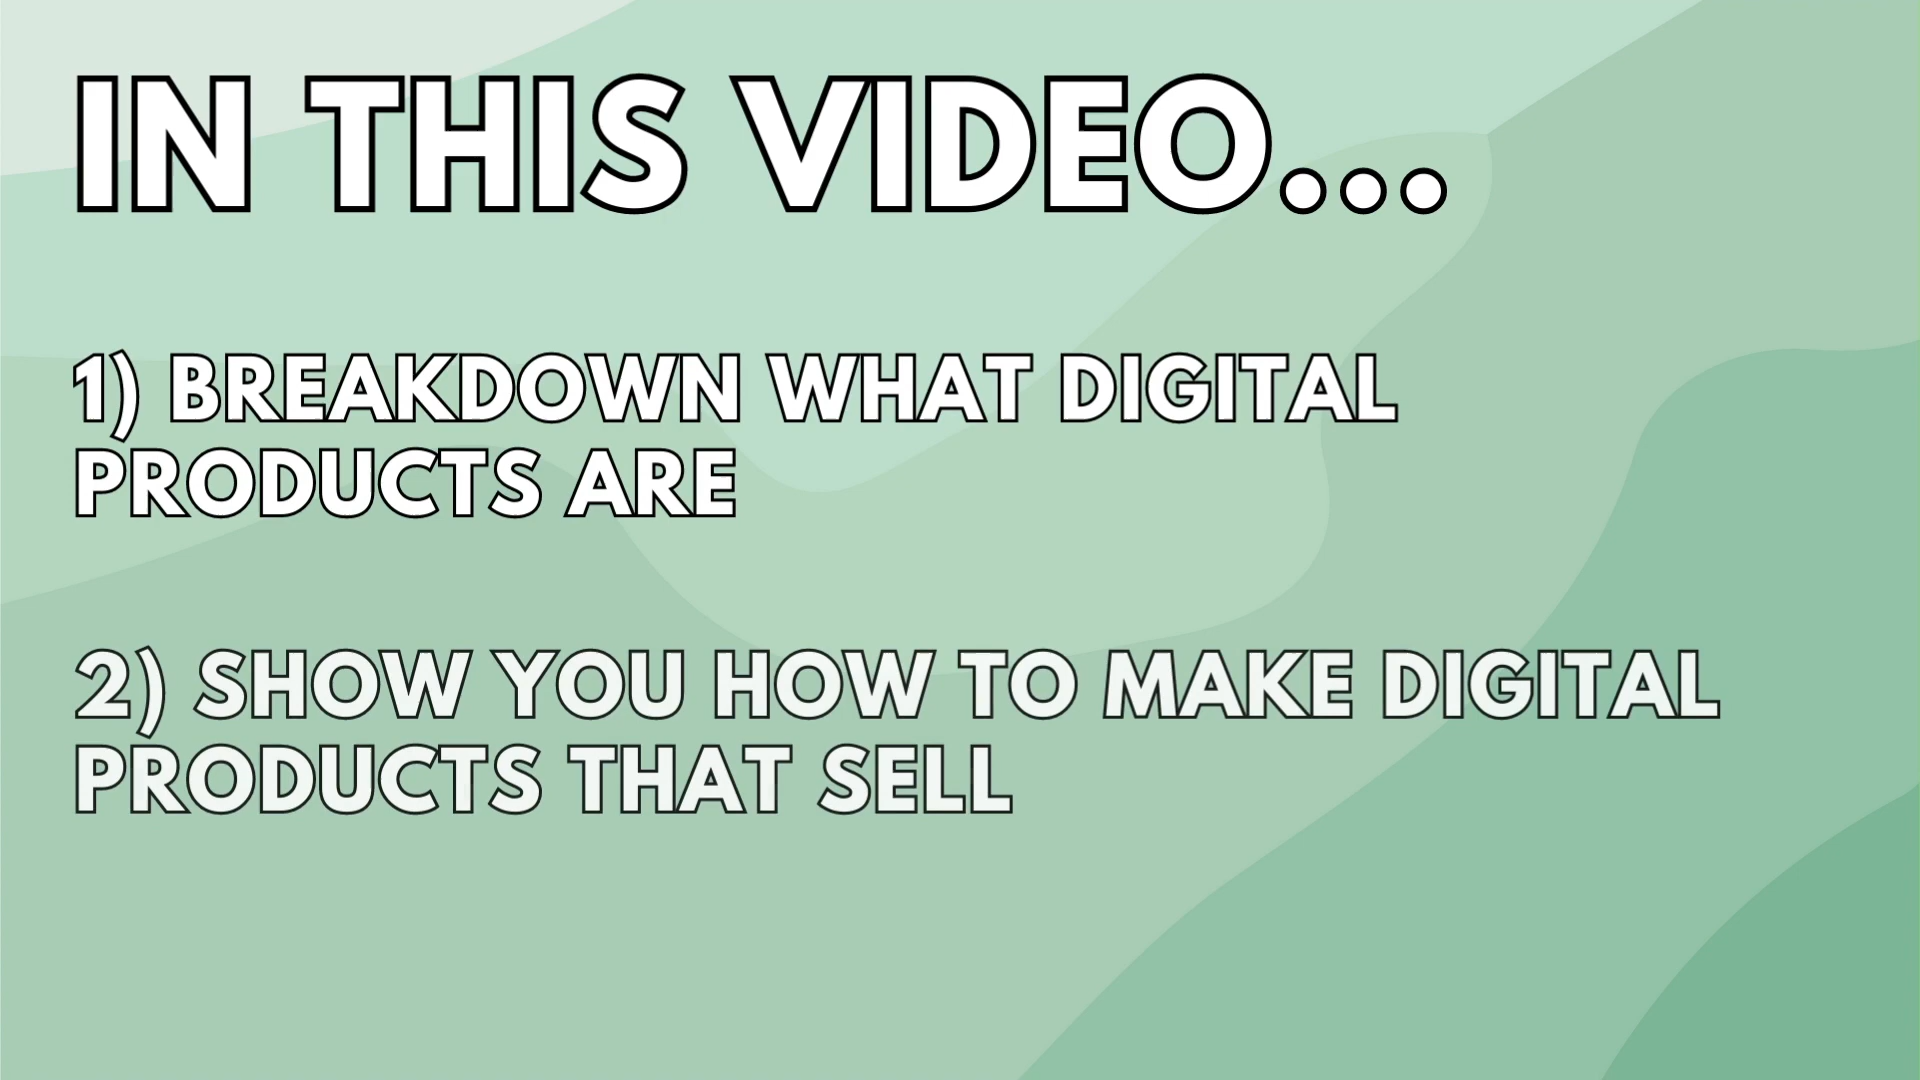 IN THIS VIDEO...
1) BREAKDOWN WHAT DIGITAL
PRODUCTS ARE
2) SHOW YOU HOW TO MAKE DIGITAL
PRODUCTS THAT SELL